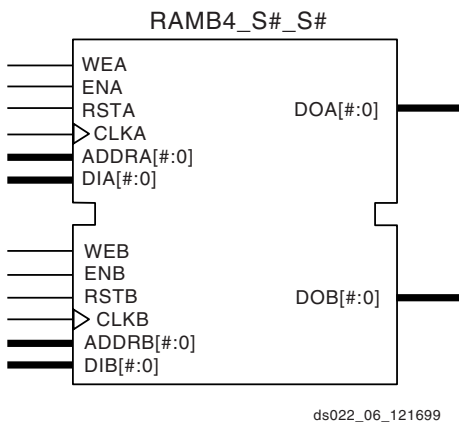 RAMB4_S#_S#
WEA
ENA
RSTA
CLKA
ADDRA[#:0]
DIA[#:0]
DOA[#:0]
WEB
ENB
RSTB
CLKB
ADDRB[#:0]
DIB[#:0]
DOB[#:0]
ds022_06_121699